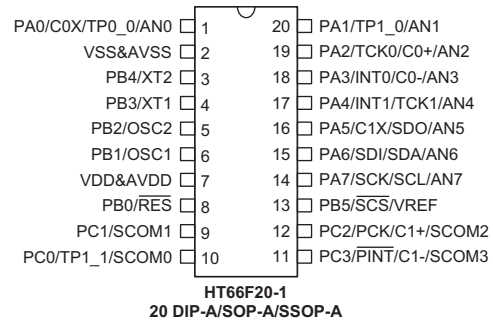 PA0/C0X/TP0_0/AN0 1 20 PA1/TP1_0/AN1
VSS&AVSS 2 19 PA2/TCK0/C0+/AN2
PB4/XT2 3 18 PA3/INT0/C0-/AN3
PB3/XT1 4 17 PA4/INT1/TCK1/AN4
PB2/OSC2 5 16 PA5/C1X/SDO/AN5
PB1/OSC1 6 15 PA6/SDI/SDA/AN6
VDD&AVDD 7 14 PA7/SCK/SCL/AN7
PB0/RES 8 13 PB5/SCS/VREF
PC1/SCOM1 9 12 PC2/PCK/C1+/SCOM2
PC0/TP1_1/SCOM0 10 11 PC3/PINT/C1-/SCOM3
HT66F20-1
20 DIP-A/SOP-A/SSOP-A